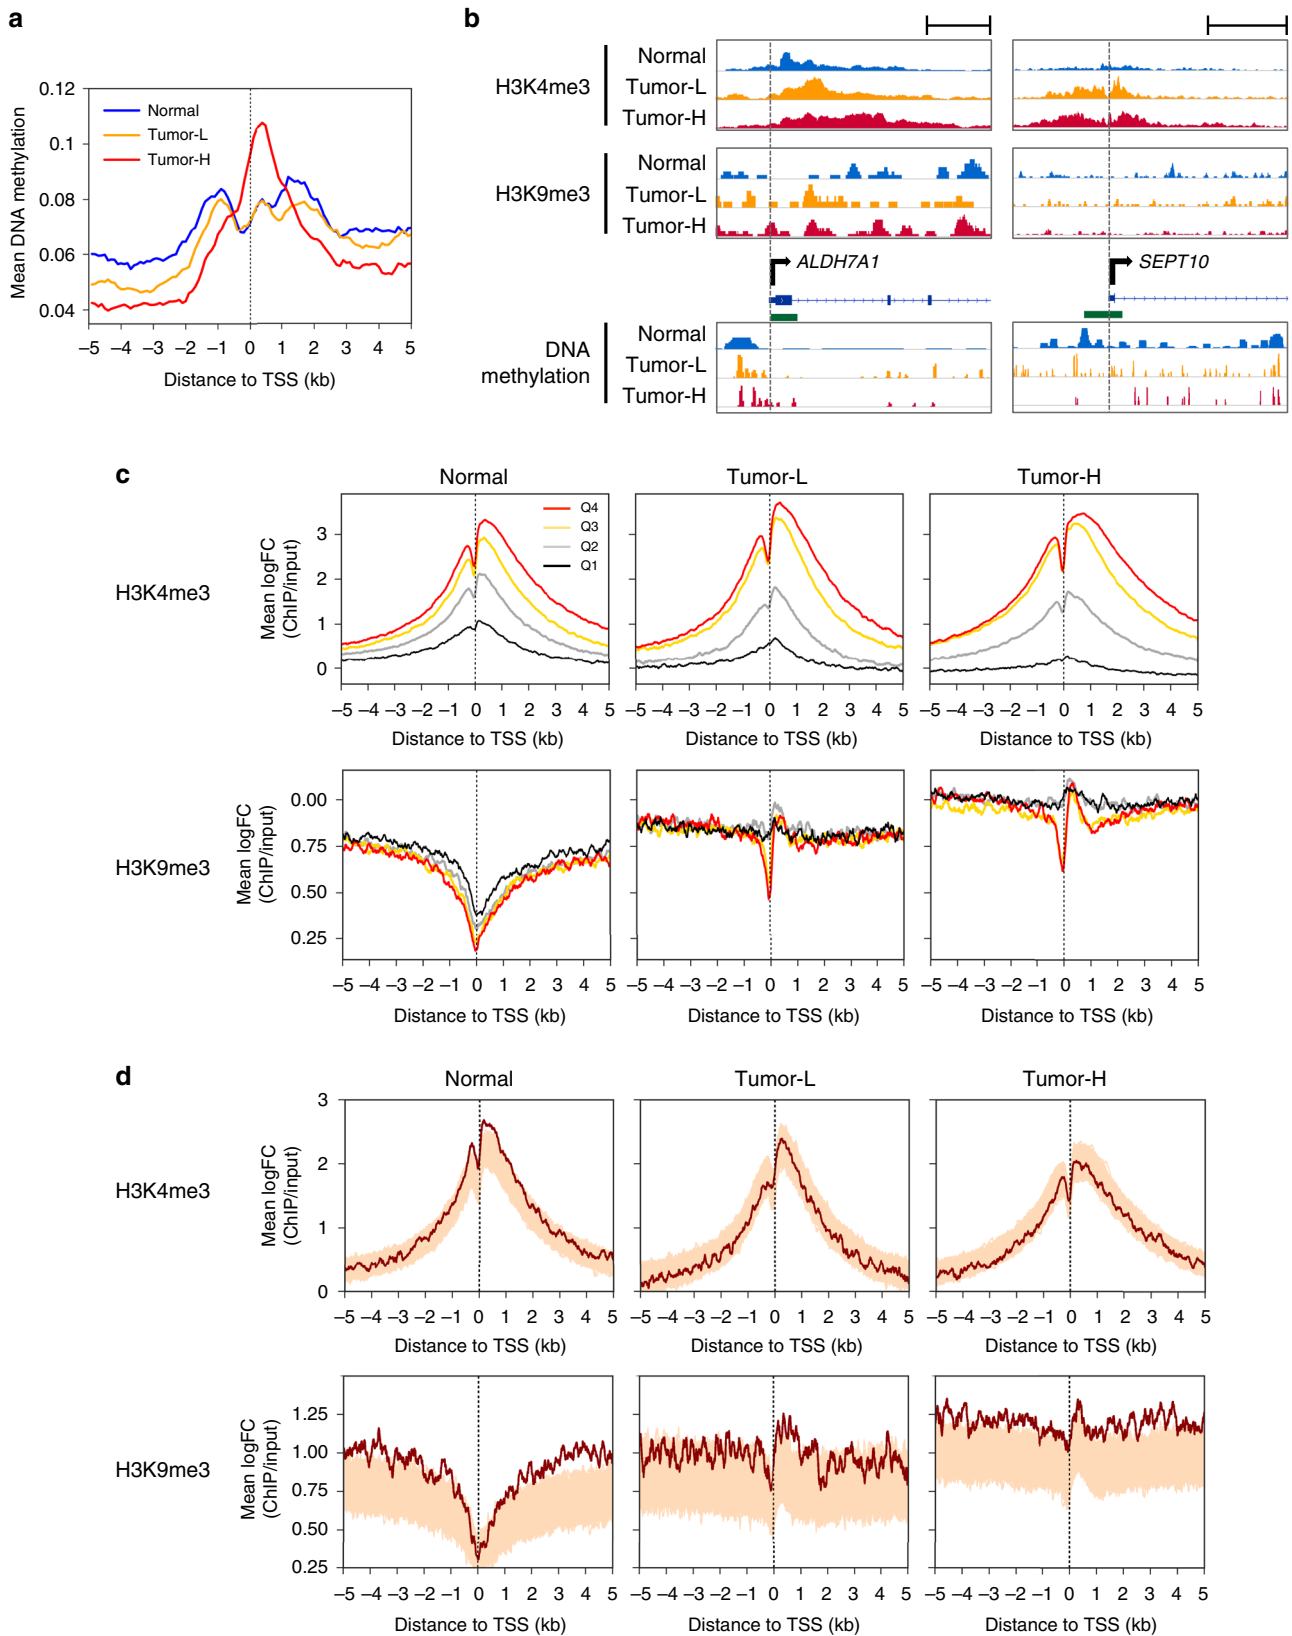 a
Mean DNA methylation
0.12
0.1
0.08
0.06
0.04
Normal
Tumor-L
Tumor-H
−5 −4 −3 −2 −1 0 1 2 3 4 5
Distance to TSS (kb)
b
H3K4me3
Normal
Tumor-L
Tumor-H
H3K9me3
Normal
Tumor-L
Tumor-H
ALDH7A1
SEPT10
DNA methylation
Normal
Tumor-L
Tumor-H
c
Normal
Tumor-L
Tumor-H
H3K4me3
Mean logFC
(ChIP/input)
3
2
1
0
Q4
Q3
Q2
Q1
−5 −4 −3 −2 −1 0 1 2 3 4 5
−5 −4 −3 −2 −1 0 1 2 3 4 5
−5 −4 −3 −2 −1 0 1 2 3 4 5
Distance to TSS (kb)
Distance to TSS (kb)
Distance to TSS (kb)
H3K9me3
Mean logFC
(ChIP/input)
0.00
0.75
0.50
0.25
−5 −4 −3 −2 −1 0 1 2 3 4 5
−5 −4 −3 −2 −1 0 1 2 3 4 5
−5 −4 −3 −2 −1 0 1 2 3 4 5
Distance to TSS (kb)
Distance to TSS (kb)
Distance to TSS (kb)
d
Normal
Tumor-L
Tumor-H
H3K4me3
Mean logFC
(ChIP/input)
3
2
1
0
−5 −4 −3 −2 −1 0 1 2 3 4 5
−5 −4 −3 −2 −1 0 1 2 3 4 5
−5 −4 −3 −2 −1 0 1 2 3 4 5
Distance to TSS (kb)
Distance to TSS (kb)
Distance to TSS (kb)
H3K9me3
Mean logFC
(ChIP/input)
1.25
1.00
0.75
0.50
0.25
−5 −4 −3 −2 −1 0 1 2 3 4 5
−5 −4 −3 −2 −1 0 1 2 3 4 5
−5 −4 −3 −2 −1 0 1 2 3 4 5
Distance to TSS (kb)
Distance to TSS (kb)
Distance to TSS (kb)